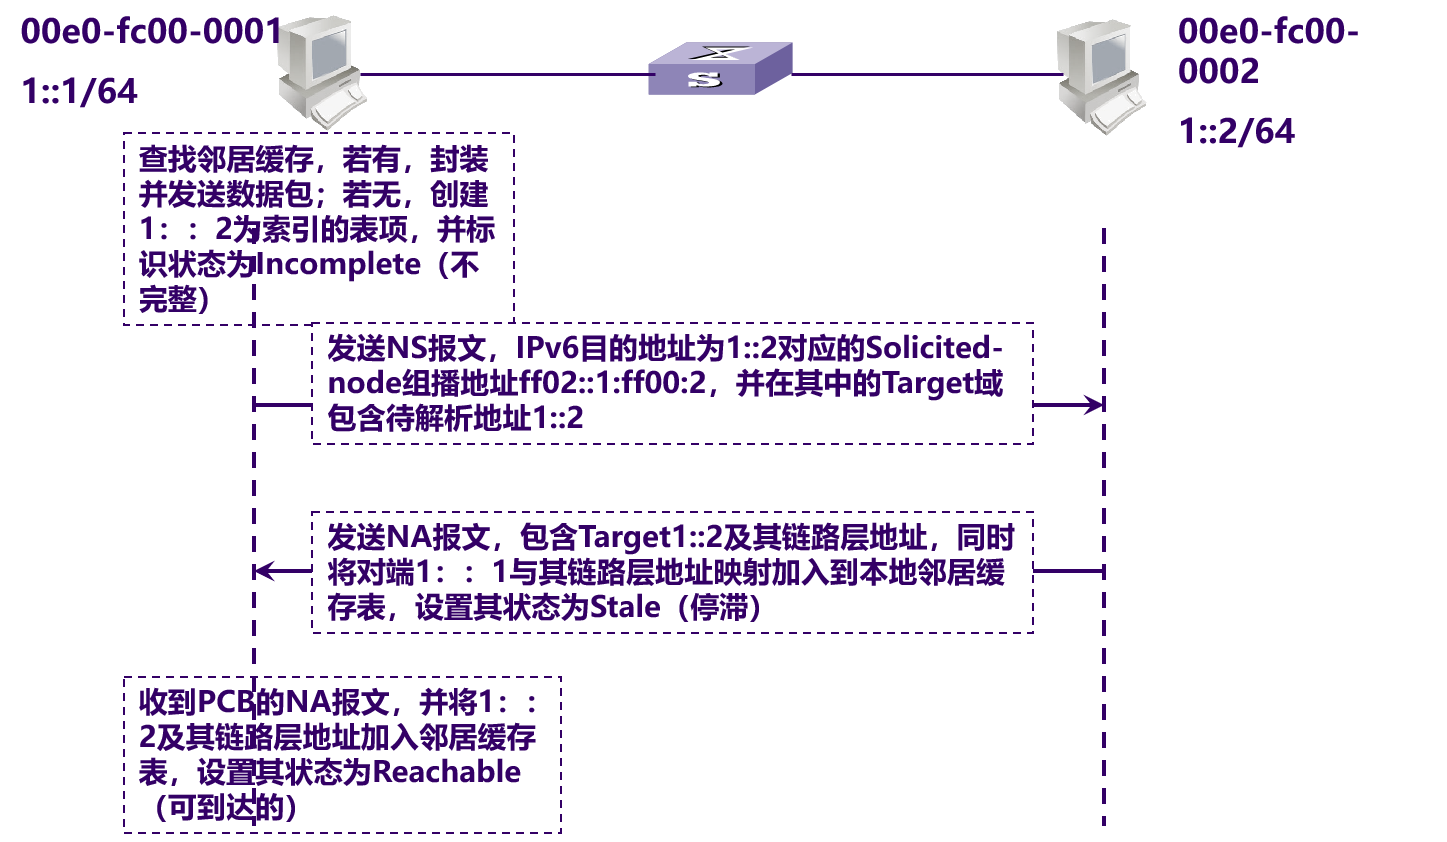 00e0-fc00-0001
1::1/64
S
00e0-fc00-
0002
1::2/64
查找邻居缓存，若有，封装
并发送数据包；若无，创建
1：：2为索引的表项，并标
识状态为Incomplete（不
完整）
发送NS报文，IPv6目的地址为1::2对应的Solicited-
node组播地址ff02::1:ff00:2，并在其中的Target域
包含待解析地址1::2
发送NA报文，包含Target1::2及其链路层地址，同时
将对端1：：1与其链路层地址映射加入到本地邻居缓
存表，设置其状态为Stale（停滞）
收到PCB的NA报文，并将1：：
2及其链路层地址加入邻居缓存
表，设置其状态为Reachable
（可到达的）